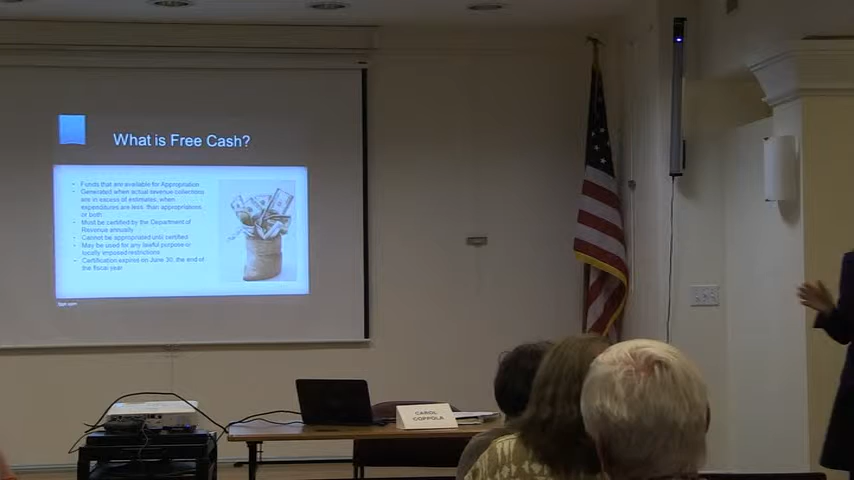 What is Free Cash?
- Funds that are available for Appropriation
- Generated when actual revenue collections
are in excess of estimates, when
expenditures are less than appropriations
or both
- Must be certified by the Department of
Revenue annually
- Cannot be appropriated until certified
- May be used for any lawful purpose or
locally imposed restrictions
- Certification expires on June 30, the end of
the fiscal year
CAROL
COPPOLA